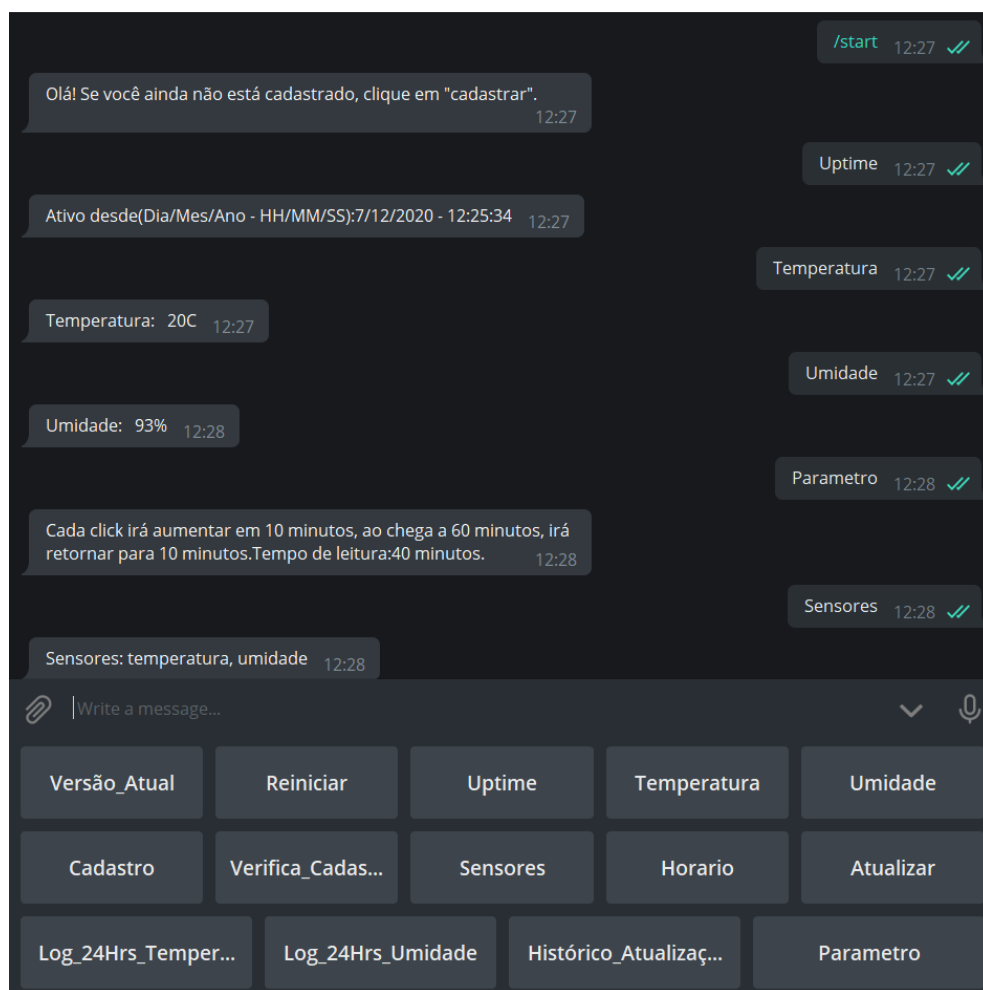 /start 12:27
Olá! Se você ainda não está cadastrado, clique em "cadastrar".
12:27
Uptime 12:27
Ativo desde(Dia/Mes/Ano - HH/MM/SS):7/12/2020 - 12:25:34 12:27
Temperatura 12:27
Temperatura: 20C 12:27
Umidade 12:27
Umidade: 93% 12:28
Parametro 12:28
Cada click irá aumentar em 10 minutos, ao chega a 60 minutos, irá
retornar para 10 minutos.Tempo de leitura:40 minutos. 12:28
Sensores 12:28
Sensores: temperatura, umidade 12:28
Write a message...
Versão_Atual Reiniciar Uptime Temperatura Umidade
Cadastro Verifica_Cadas... Sensores Horario Atualizar
Log_24Hrs_Temper... Log_24Hrs_Umidade Histórico_Atualizaç... Parametro